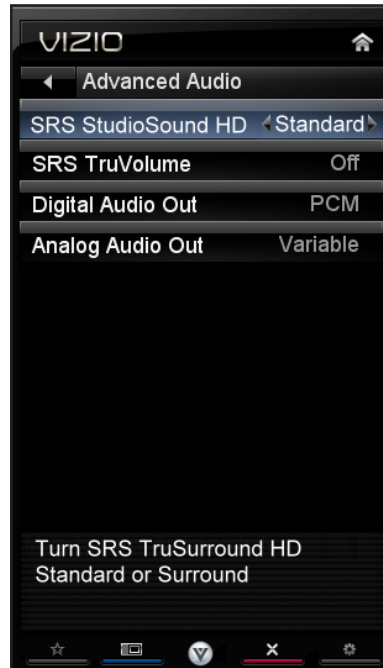 VIZIO
Advanced Audio
SRS StudioSound HD Standard
SRS TruVolume Off
Digital Audio Out PCM
Analog Audio Out Variable
Turn SRS TruSurround HD
Standard or Surround
V